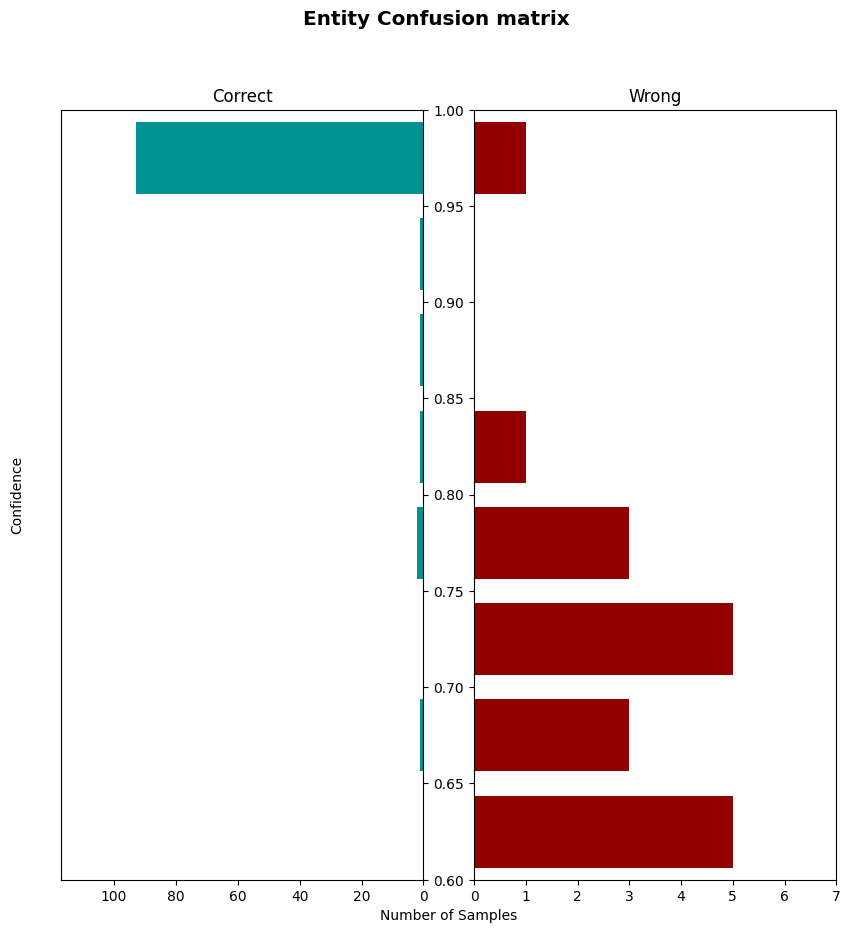 Entity Confusion matrix
Correct
Wrong
1.00
0.95
0.90
0.85
0.80
0.75
0.70
0.65
0.60
Confidence
100 80 60 40 20 0
0 1 2 3 4 5 6 7
Number of Samples